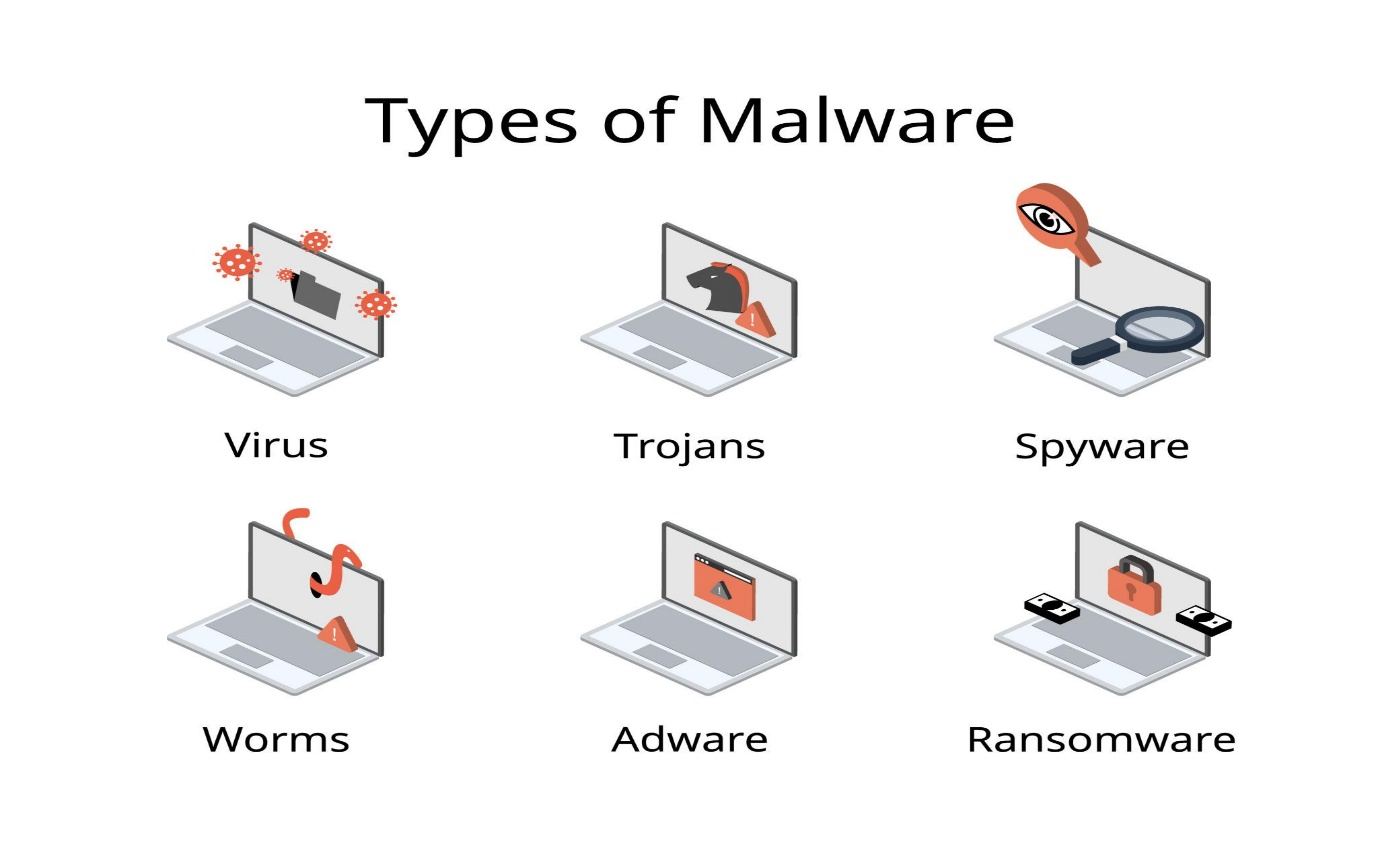 Types of Malware
Virus
Trojans
Spyware
Worms
Adware
Ransomware